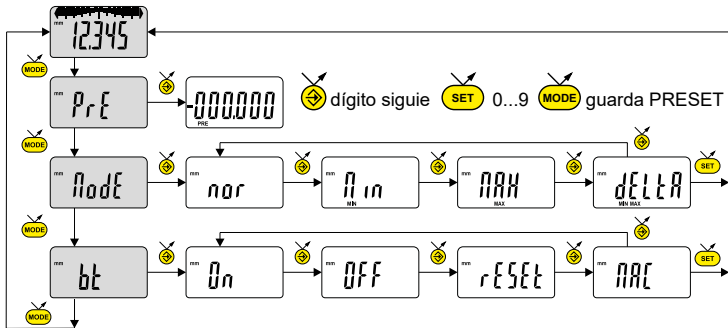 mm 12.345
MODE
mm PrE -000.000 PRE dígito siguie SET 0...9 MODE guarda PRESET
MODE
mm ModE mm nor mm Min MIN mm MAX MAX mm dELtA MIN MAX SET
MODE
mm bt mm On mm OFF mm rESEt mm MAC SET
MODE